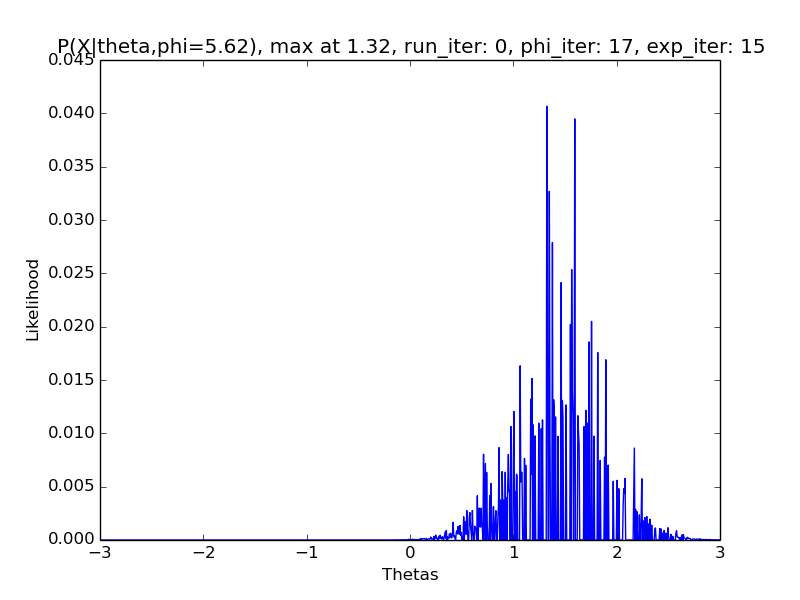 P(X|theta,phi=5.62), max at 1.32, run_iter: 0, phi_iter: 17, exp_iter: 15
0.045
0.040
0.035
0.030
0.025
0.020
0.015
0.010
0.005
0.000
Likelihood
−3 −2 −1 0 1 2 3
Thetas